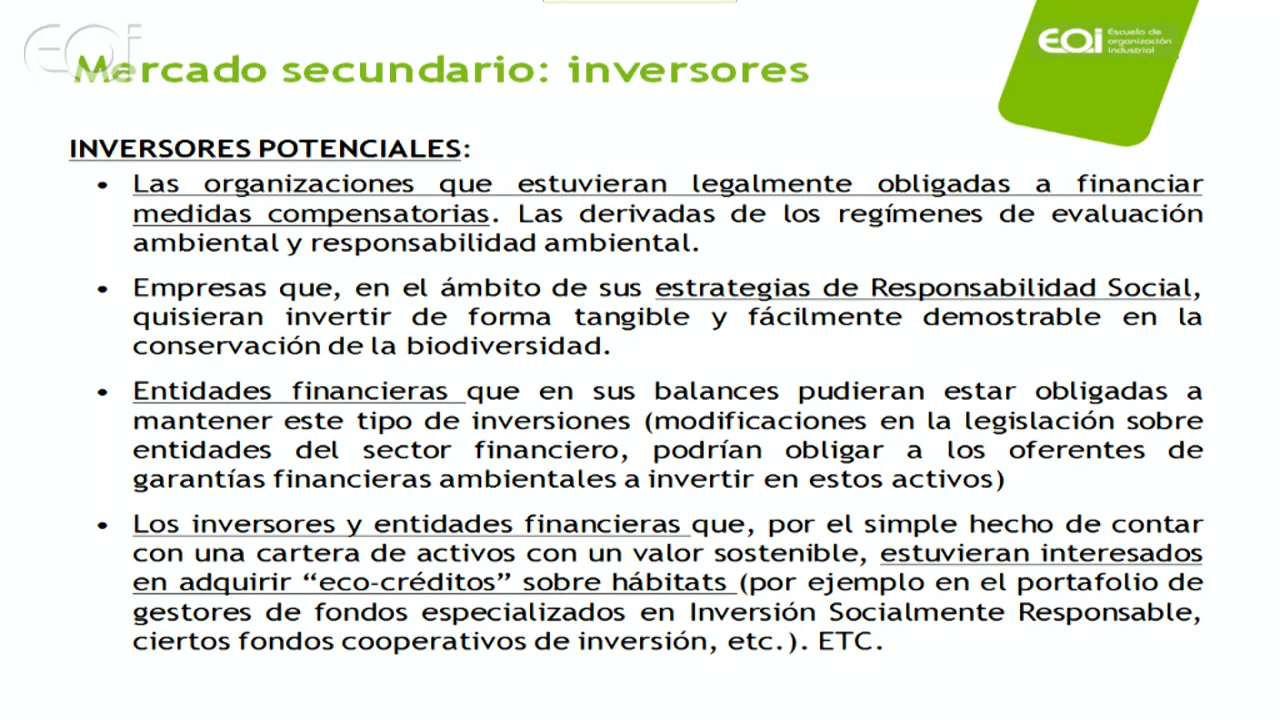 EOi
Escuela de
organización
industrial
EOi
Mercado secundario: inversores
INVERSORES POTENCIALES:
• Las organizaciones que estuvieran legalmente obligadas a financiar
medidas compensatorias. Las derivadas de los regímenes de evaluación
ambiental y responsabilidad ambiental.
• Empresas que, en el ámbito de sus estrategias de Responsabilidad Social,
quisieran invertir de forma tangible y fácilmente demostrable en la
conservación de la biodiversidad.
• Entidades financieras que en sus balances pudieran estar obligadas a
mantener este tipo de inversiones (modificaciones en la legislación sobre
entidades del sector financiero, podrían obligar a los oferentes de
garantías financieras ambientales a invertir en estos activos)
• Los inversores y entidades financieras que, por el simple hecho de contar
con una cartera de activos con un valor sostenible, estuvieran interesados
en adquirir “eco-créditos” sobre hábitats (por ejemplo en el portafolio de
gestores de fondos especializados en Inversión Socialmente Responsable,
ciertos fondos cooperativos de inversión, etc.). ETC.